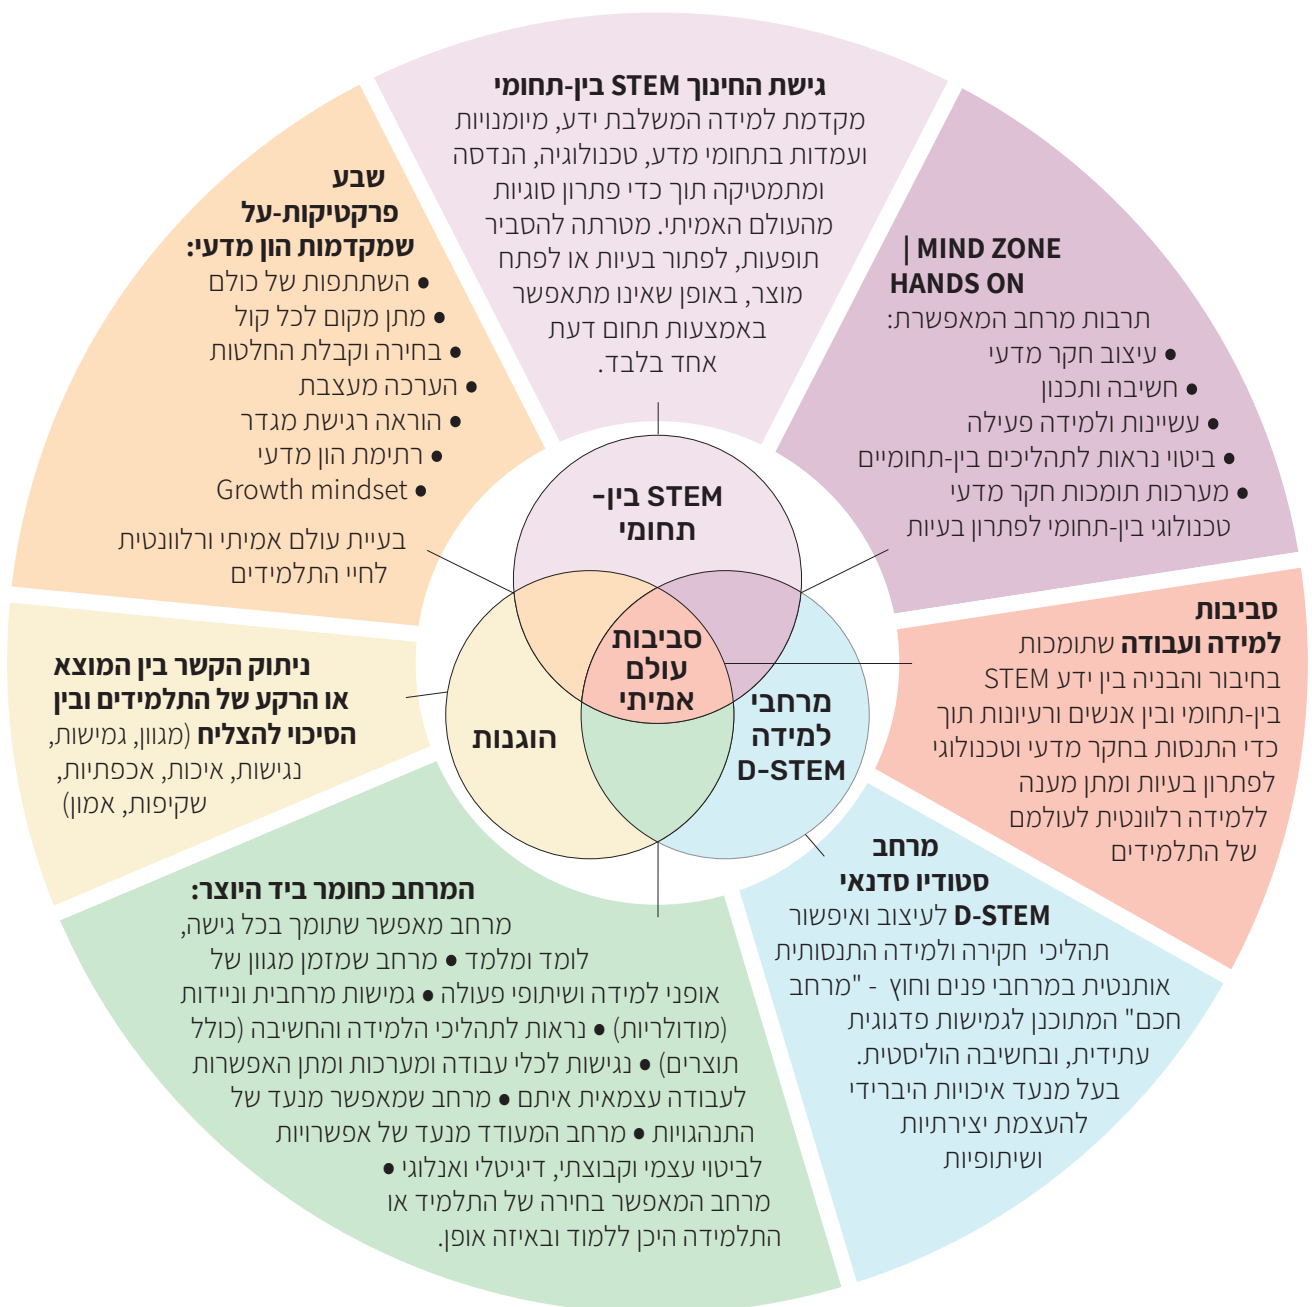 גישת החינוך STEM בין-תחומי
מקדמת למידה המשלבת ידע, מיומנויות
ועמדות בתחומי מדע, טכנולוגיה, הנדסה
ומתמטיקה תוך כדי פתרון סוגיות
מהעולם האמיתי. מטרתה להסביר
תופעות, לפתור בעיות או לפתח
מוצר, באופן שאינו מתאפשר
באמצעות תחום דעת
אחד בלבד.
MIND ZONE |
HANDS ON
תרבות מרחב המאפשרת:
● עיצוב חקר מדעי
● חשיבה ותכנון
● עשיינות ולמידה פעילה
● ביטוי נראות לתהליכים בין-תחומיים
● מערכות תומכות חקר מדעי
טכנולוגי בין-תחומי לפתרון בעיות
סביבות
למידה ועבודה שתומכות
בחיבור והבניה בין ידע STEM
בין-תחומי ובין אנשים ורעיונות תוך
כדי התנסות בחקר מדעי וטכנולוגי
לפתרון בעיות ומתן מענה
ללמידה רלוונטית לעולמם
של התלמידים
מרחב
סטודיו סדנאי
D-STEM לעיצוב ואיפשור
תהליכי חקירה ולמידה התנסותית
אותנטית במרחבי פנים וחוץ - "מרחב
חכם" המתוכנן לגמישות פדגוגית
עתידית, ובחשיבה הוליסטית.
בעל מנעד איכויות היברידי
להעצמת יצירתיות
ושיתופיות
המרחב כחומר ביד היוצר:
מרחב מאפשר שתומך בכל גישה,
לומד ומלמד ● מרחב שמזמן מגוון של
אופני למידה ושיתופי פעולה ● גמישות מרחבית וניידות
(מודולריות) ● נראות לתהליכי הלמידה והחשיבה (כולל
תוצרים) ● נגישות לכלי עבודה ומערכות ומתן האפשרות
לעבודה עצמאית איתם ● מרחב שמאפשר מנעד של
התנהגויות ● מרחב המעודד מנעד של אפשרויות
לביטוי עצמי וקבוצתי, דיגיטלי ואנלוגי ●
מרחב המאפשר בחירה של התלמיד או
התלמידה היכן ללמוד ובאיזה אופן.
ניתוק הקשר בין המוצא
או הרקע של התלמידים ובין
הסיכוי להצליח (מגוון, גמישות,
נגישות, איכות, אכפתיות,
שקיפות, אמון)
שבע
פרקטיקות-על
שמקדמות הון מדעי:
● השתתפות של כולם
● מתן מקום לכל קול
● בחירה וקבלת החלטות
● הערכה מעצבת
● הוראה רגישת מגדר
● רתימת הון מדעי
● Growth mindset
בעיית עולם אמיתי ורלוונטית
לחיי התלמידים
STEM בין-
תחומי
סביבות
עולם
אמיתי
מרחבי
למידה
D-STEM
הוגנות